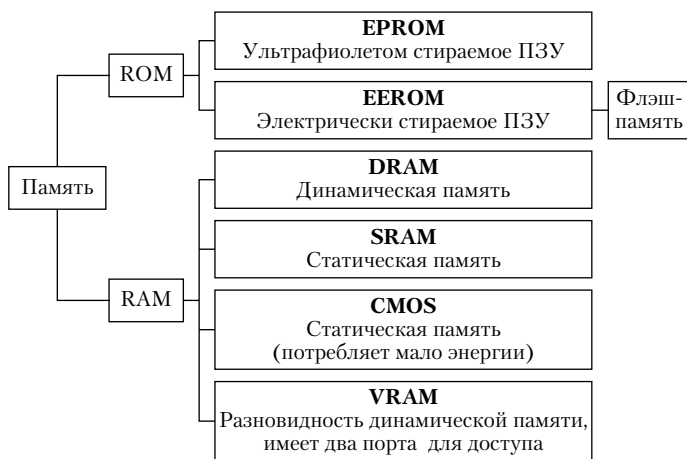 EPROM
Ультрафиолетом стираемое ПЗУ
ROM
EEROM
Электрически стираемое ПЗУ
Флэш-
память
Память
DRAM
Динамическая память
SRAM
Статическая память
RAM
CMOS
Статическая память
(потребляет мало энергии)
VRAM
Разновидность динамической памяти,
имеет два порта для доступа